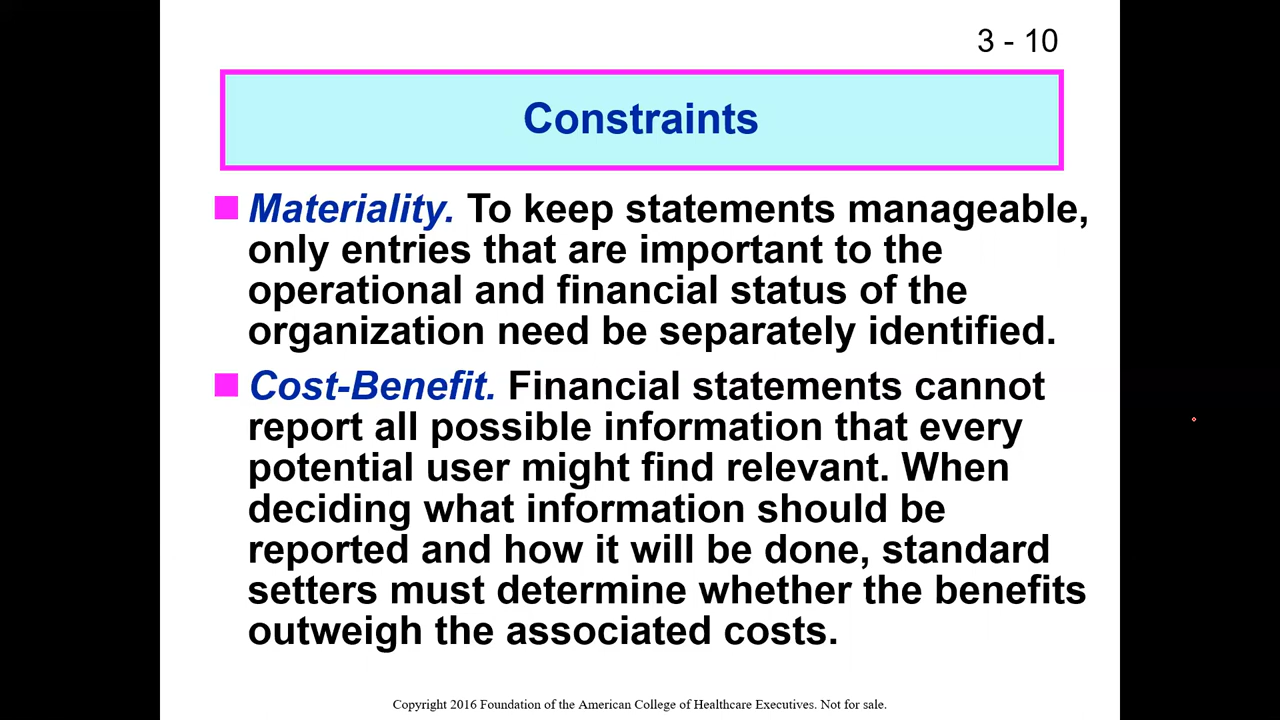 3 - 10
Constraints
Materiality. To keep statements manageable,
only entries that are important to the
operational and financial status of the
organization need be separately identified.
Cost-Benefit. Financial statements cannot
report all possible information that every
potential user might find relevant. When
deciding what information should be
reported and how it will be done, standard
setters must determine whether the benefits
outweigh the associated costs.
Copyright 2016 Foundation of the American College of Healthcare Executives. Not for sale.